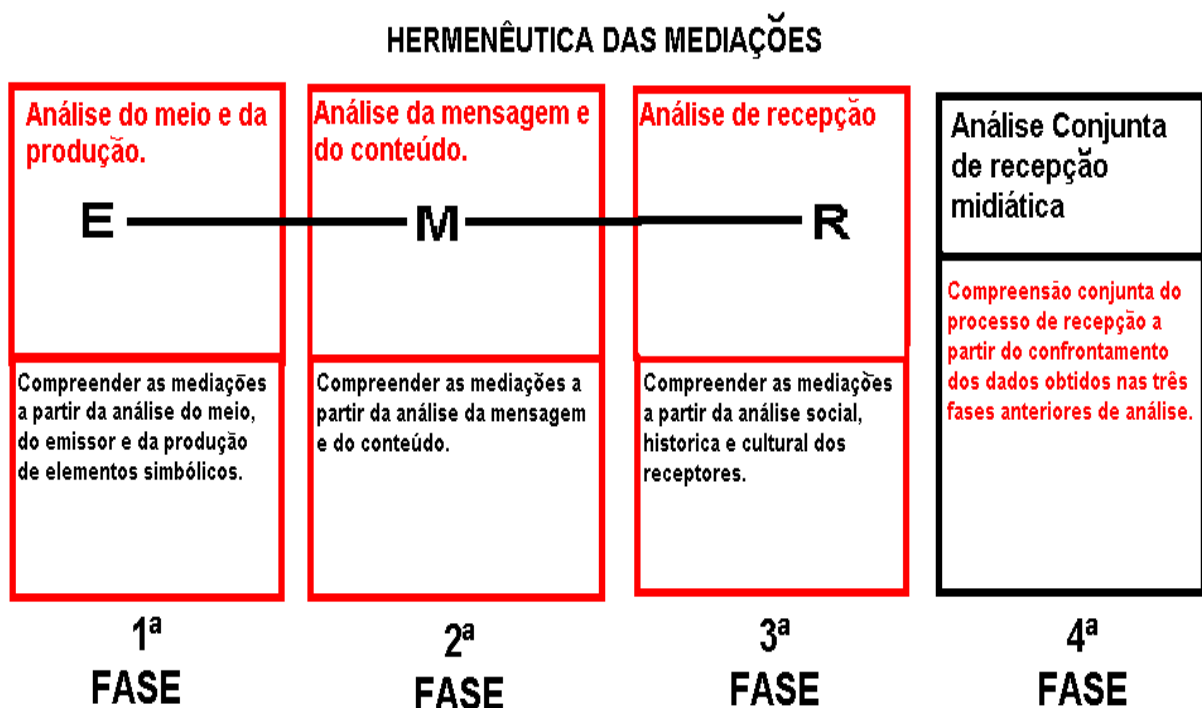 HERMENÊUTICA DAS MEDIAÇÕES
Análise do meio e da
produção.
E
Compreender as mediações
a partir da análise do meio,
do emissor e da produção
de elementos simbólicos.
1ª
FASE
Análise da mensagem e
do conteúdo.
M
Compreender as mediações a
partir da análise da mensagem
e do conteúdo.
2ª
FASE
Análise de recepção
R
Compreender as mediações
a partir da análise social,
historica e cultural dos
receptores.
3ª
FASE
Análise Conjunta
de recepção
midiática
Compreensão conjunta do
processo de recepção a
partir do confrontamento
dos dados obtidos nas três
fases anteriores de análise.
4ª
FASE